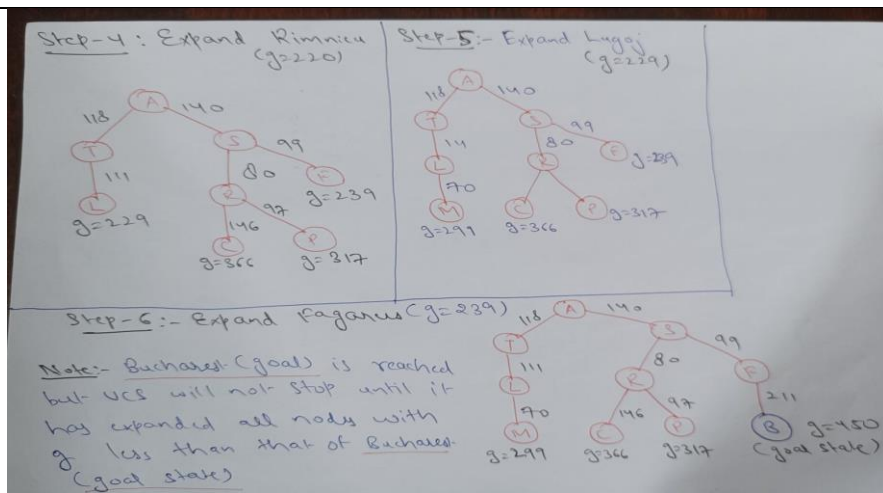 Step-4 : Expand Rimnicu
(g=220)
A
118
140
T
S
99
111
80
F
L
R
g=239
g=229
97
146
C
P
g=366
g=317
Step-5:- Expand Lugoj
(g=229)
A
118
140
T
S
99
111
80
F
g=239
L
R
70
M
C
P
g=317
g=299
g=366
Step-6:- Expand Fagarus (g=239)
Note:- Bucharest (goal) is reached
but UCS will not stop until it
has expanded all nodes with
g less than that of Bucharest
(goal state)
A
118
140
T
S
99
111
80
L
R
F
70
146
97
211
M
C
P
B
g=450
g=299
g=366
g=317
(goal state)